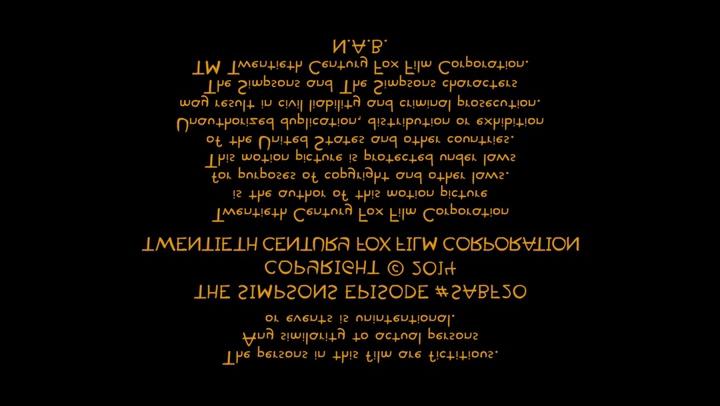 The persons in this film are fictitious.
Any similarity to actual persons
or events is unintentional.
THE SIMPSONS EPISODE #SABF20
COPYRIGHT © 2014
TWENTIETH CENTURY FOX FILM CORPORATION
Twentieth Century Fox Film Corporation
is the author of this motion picture
for purposes of copyright and other laws.
This motion picture is protected under laws
of the United States and other countries.
Unauthorized duplication, distribution or exhibition
may result in civil liability and criminal prosecution.
The Simpsons and The Simpsons characters
TM Twentieth Century Fox Film Corporation.
N.A.B.